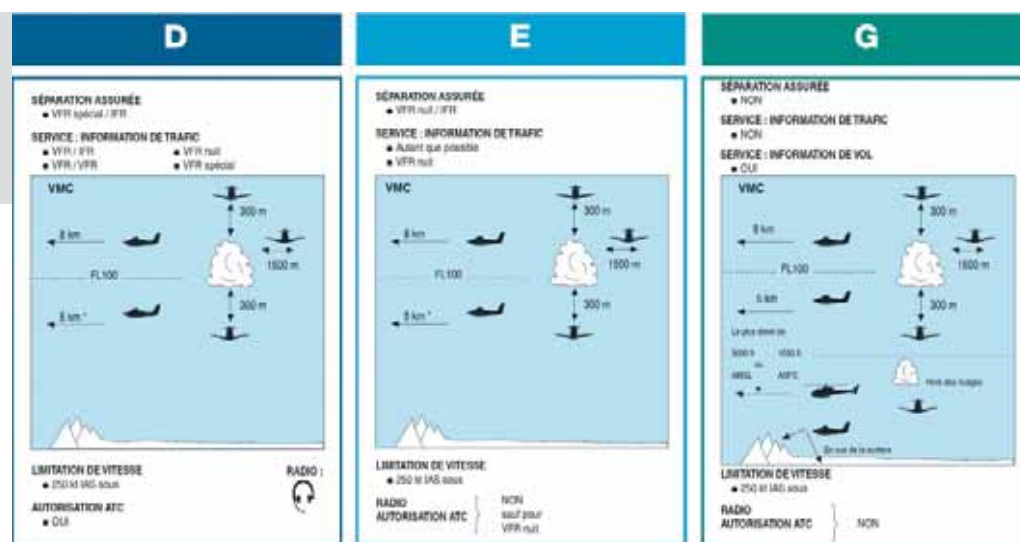 D
SÉPARATION ASSURÉE
● VFR spécial / IFR
SERVICE : INFORMATION DE TRAFIC
● VFR / IFR ● VFR nuit
● VFR / VFR ● VFR spécial
VMC
300 m
8 km
1500 m
FL100
300 m
5 km *
LIMITATION DE VITESSE
● 250 kt IAS sous
RADIO :
AUTORISATION ATC
● OUI
E
SÉPARATION ASSURÉE
● VFR nuit / IFR
SERVICE : INFORMATION DE TRAFIC
● Autant que possible
● VFR nuit
VMC
300 m
8 km
1500 m
FL100
300 m
5 km *
LIMITATION DE VITESSE
● 250 kt IAS sous
RADIO
AUTORISATION ATC
NON
sauf pour
VFR nuit
G
SÉPARATION ASSURÉE
● NON
SERVICE : INFORMATION DE TRAFIC
● NON
SERVICE : INFORMATION DE VOL
● OUI
VMC
300 m
8 km
1500 m
FL100
5 km
300 m
Le plus élevé de
3000 ft
ou
AMSL
Hors des nuages
En vue de la surface
LIMITATION DE VITESSE
● 250 kt IAS sous
RADIO
AUTORISATION ATC
NON